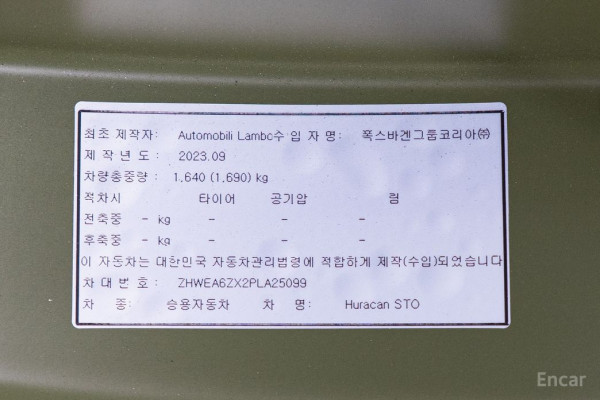 최초 제작자: Automobili Lambc수 입 자 명: 폭스바겐그룹코리아㈜
제 작 년 도 : 2023.09
차량총중량 : 1,640 (1,690) kg
적차시 타이어 공기압 림
전축중 - kg - - -
후축중 - kg - - -
이 자동차는 대한민국 자동차관리법령에 적합하게 제작(수입)되었습니다
차 대 번 호 : ZHWEA6ZX2PLA25099
차 종: 승용자동차 차 명: Huracan STO
Encar